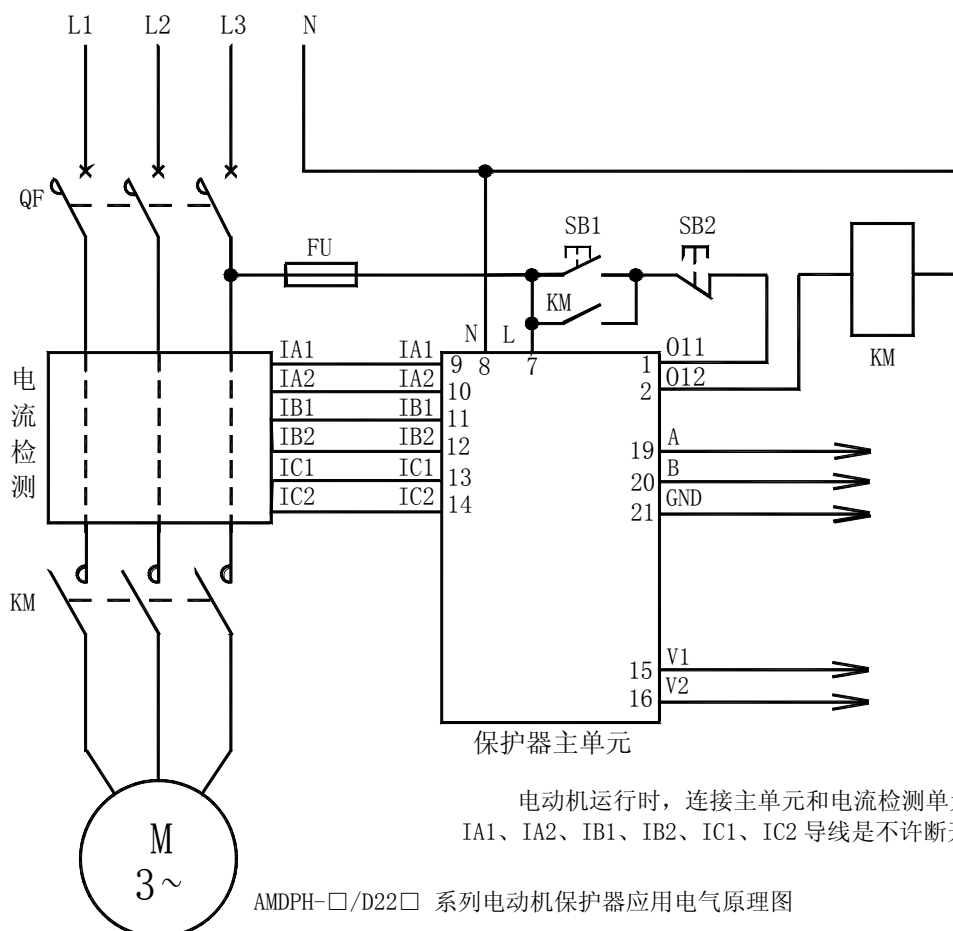 L1 L2 L3 N
QF
FU
SB1 SB2
KM
KM
N L
8 7
IA1 IA1 9
IA2 IA2 10
IB1 IB1 11
IB2 IB2 12
IC1 IC1 13
IC2 IC2 14
1 O11
2 O12
19 A
20 B
21 GND
15 V1
16 V2
电流检测
KM
保护器主单元
M
3~
电动机运行时，连接主单元和电流检测单
IA1、IA2、IB1、IB2、IC1、IC2 导线是不许断
AMDPH-□/D22□ 系列电动机保护器应用电气原理图